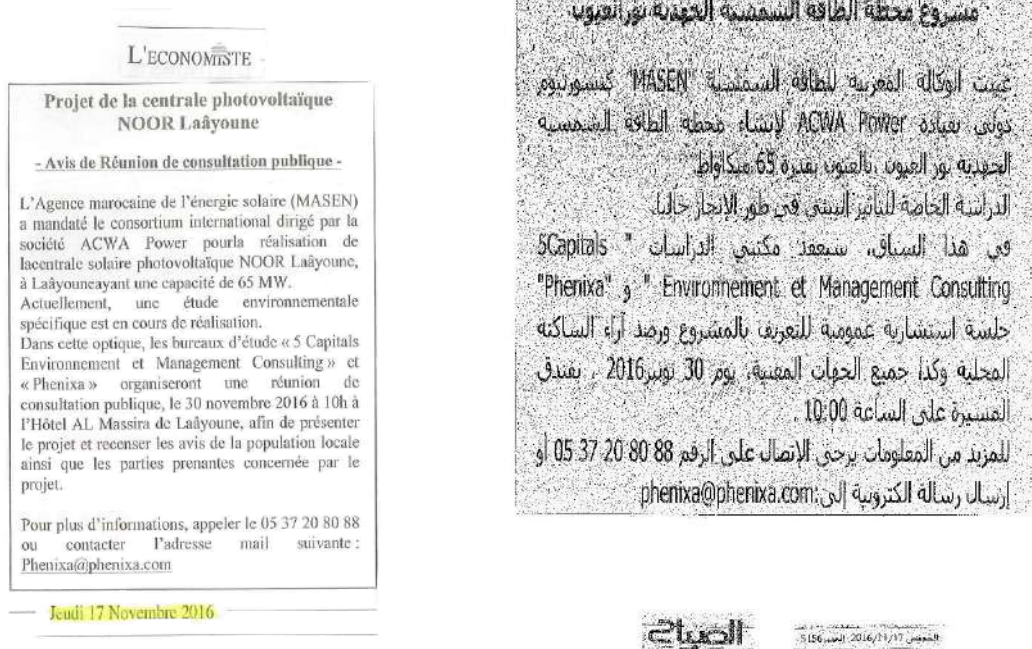 L'ECONOMISTE
Projet de la centrale photovoltaïque
NOOR Laâyoune
- Avis de Réunion de consultation publique -
L'Agence marocaine de l'énergie solaire (MASEN)
a mandaté le consortium international dirigé par la
société ACWA Power pourla réalisation de
lacentrale solaire photovoltaïque NOOR Laâyoune,
à Laâyouneayant une capacité de 65 MW.
Actuellement, une étude environnementale
spécifique est en cours de réalisation.
Dans cette optique, les bureaux d'étude « 5 Capitals
Environnement et Management Consulting » et
« Phenixa » organiseront une réunion de
consultation publique, le 30 novembre 2016 à 10h à
l'Hôtel AL Massira de Laâyoune, afin de présenter
le projet et recenser les avis de la population locale
ainsi que les parties prenantes concernée par le
projet.
Pour plus d'informations, appeler le 05 37 20 80 88
ou contacter l'adresse mail suivante :
Phenixa@phenixa.com
Jeudi 17 Novembre 2016
مشروع محطة الطاقة الشمسية الجهدية نور العيون
عينت الوكالة المغربية للطاقة الشمسية "MASEN" كنسورتيوم
دولي بقيادة ACWA Power لإنشاء محطة الطاقة الشمسية
الجهدية نور العيون ،بالعيون بقدرة 65 ميكاواط.
الدراسة الخاصة للتأثير البيئي في طور الإنجاز حاليا.
في هذا السياق، سيعقد مكتبي الدراسات " 5Capitals
Environnement et Management Consulting " و "Phenixa"
جلسة استشارية عمومية للتعريف بالمشروع ورصد آراء الساكنة
المحلية وكذا جميع الجهات المعنية، يوم 30 نونبر2016 ، بفندق
المسيرة على الساعة 10:00 .
للمزيد من المعلومات يرجى الإتصال على الرقم 88 80 20 37 05 أو
إرسال رسالة الكترونية إلى:phenixa@phenixa.com
الصباح
الخميس 2016/11/17 العدد 5156